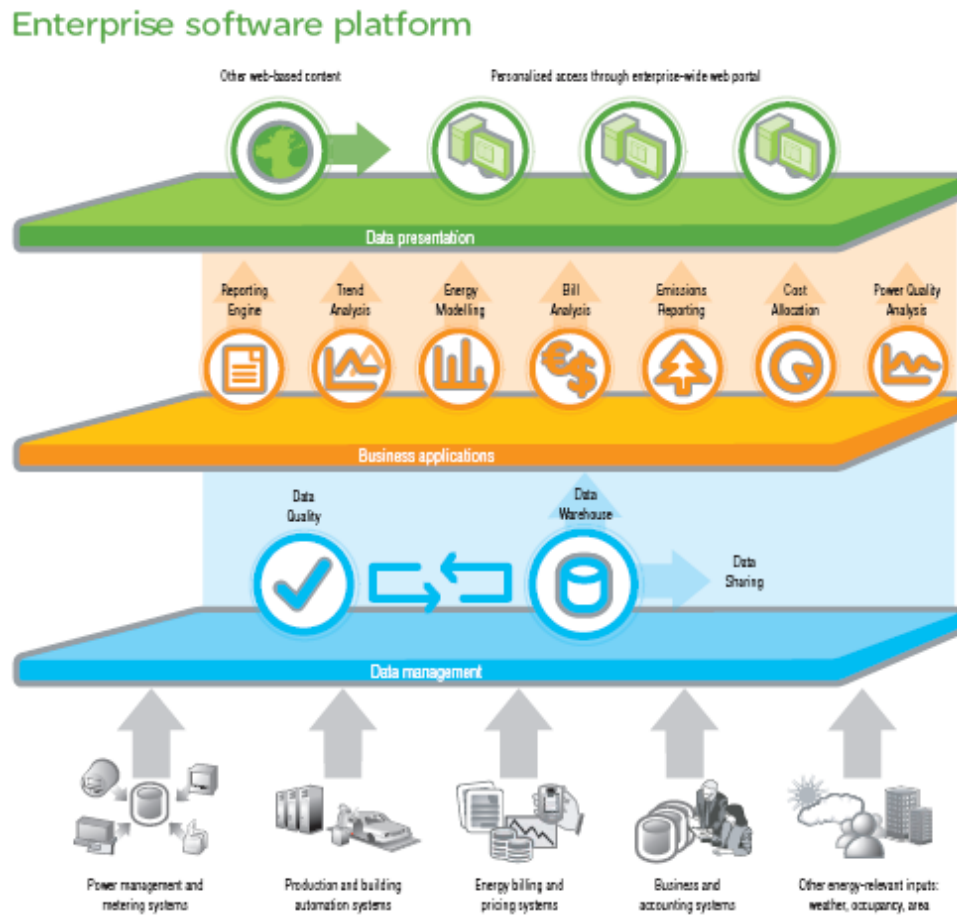 Enterprise software platform
Other web-based content
Personalised access through enterprise-wide web portal
Data presentation
Reporting
Engine
Trend
Analysis
Energy
Modelling
Bill
Analysis
Emissions
Reporting
Cost
Allocation
Power Quality
Analysis
Business applications
Data
Quality
Data
Warehouse
Data
Sharing
Data management
Power management and
metering systems
Production and building
automation systems
Energy billing and
pricing systems
Business and
accounting systems
Other energy-relevant inputs:
weather, occupancy, area